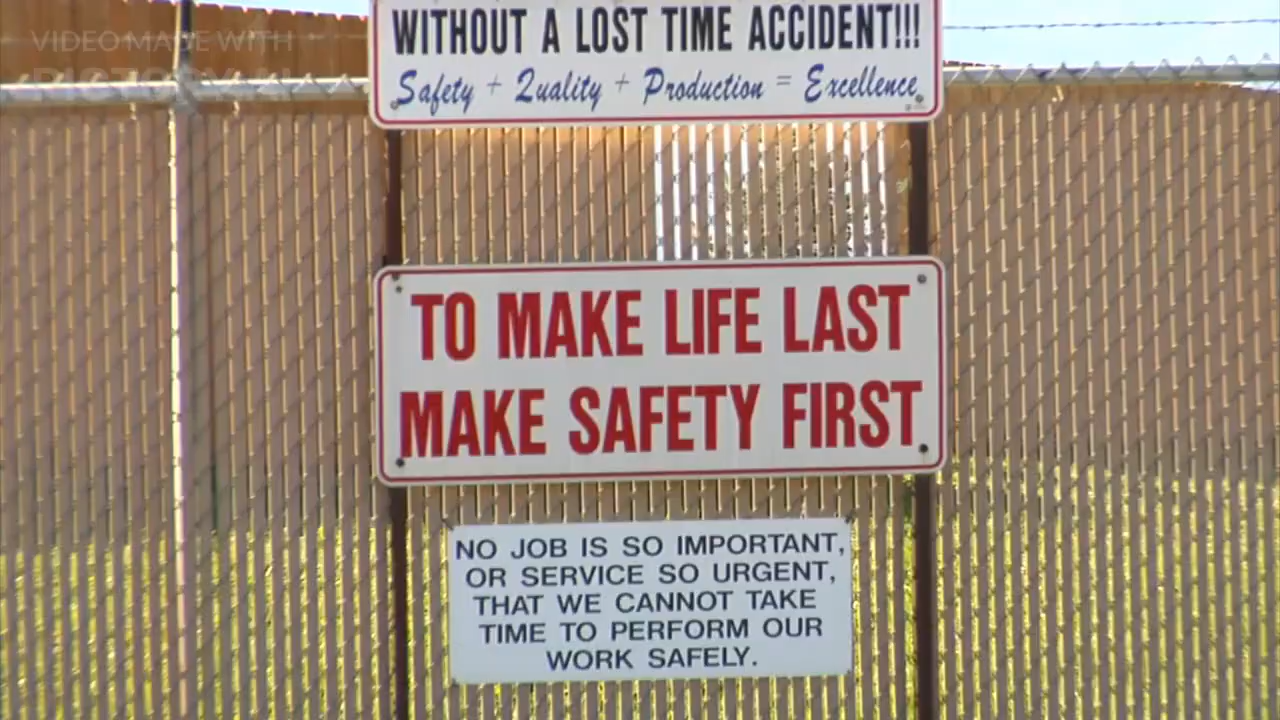 VIDEO MADE WITH
WITHOUT A LOST TIME ACCIDENT!!!
Safety + Quality + Production = Excellence
TO MAKE LIFE LAST
MAKE SAFETY FIRST
NO JOB IS SO IMPORTANT,
OR SERVICE SO URGENT,
THAT WE CANNOT TAKE
TIME TO PERFORM OUR
WORK SAFELY.